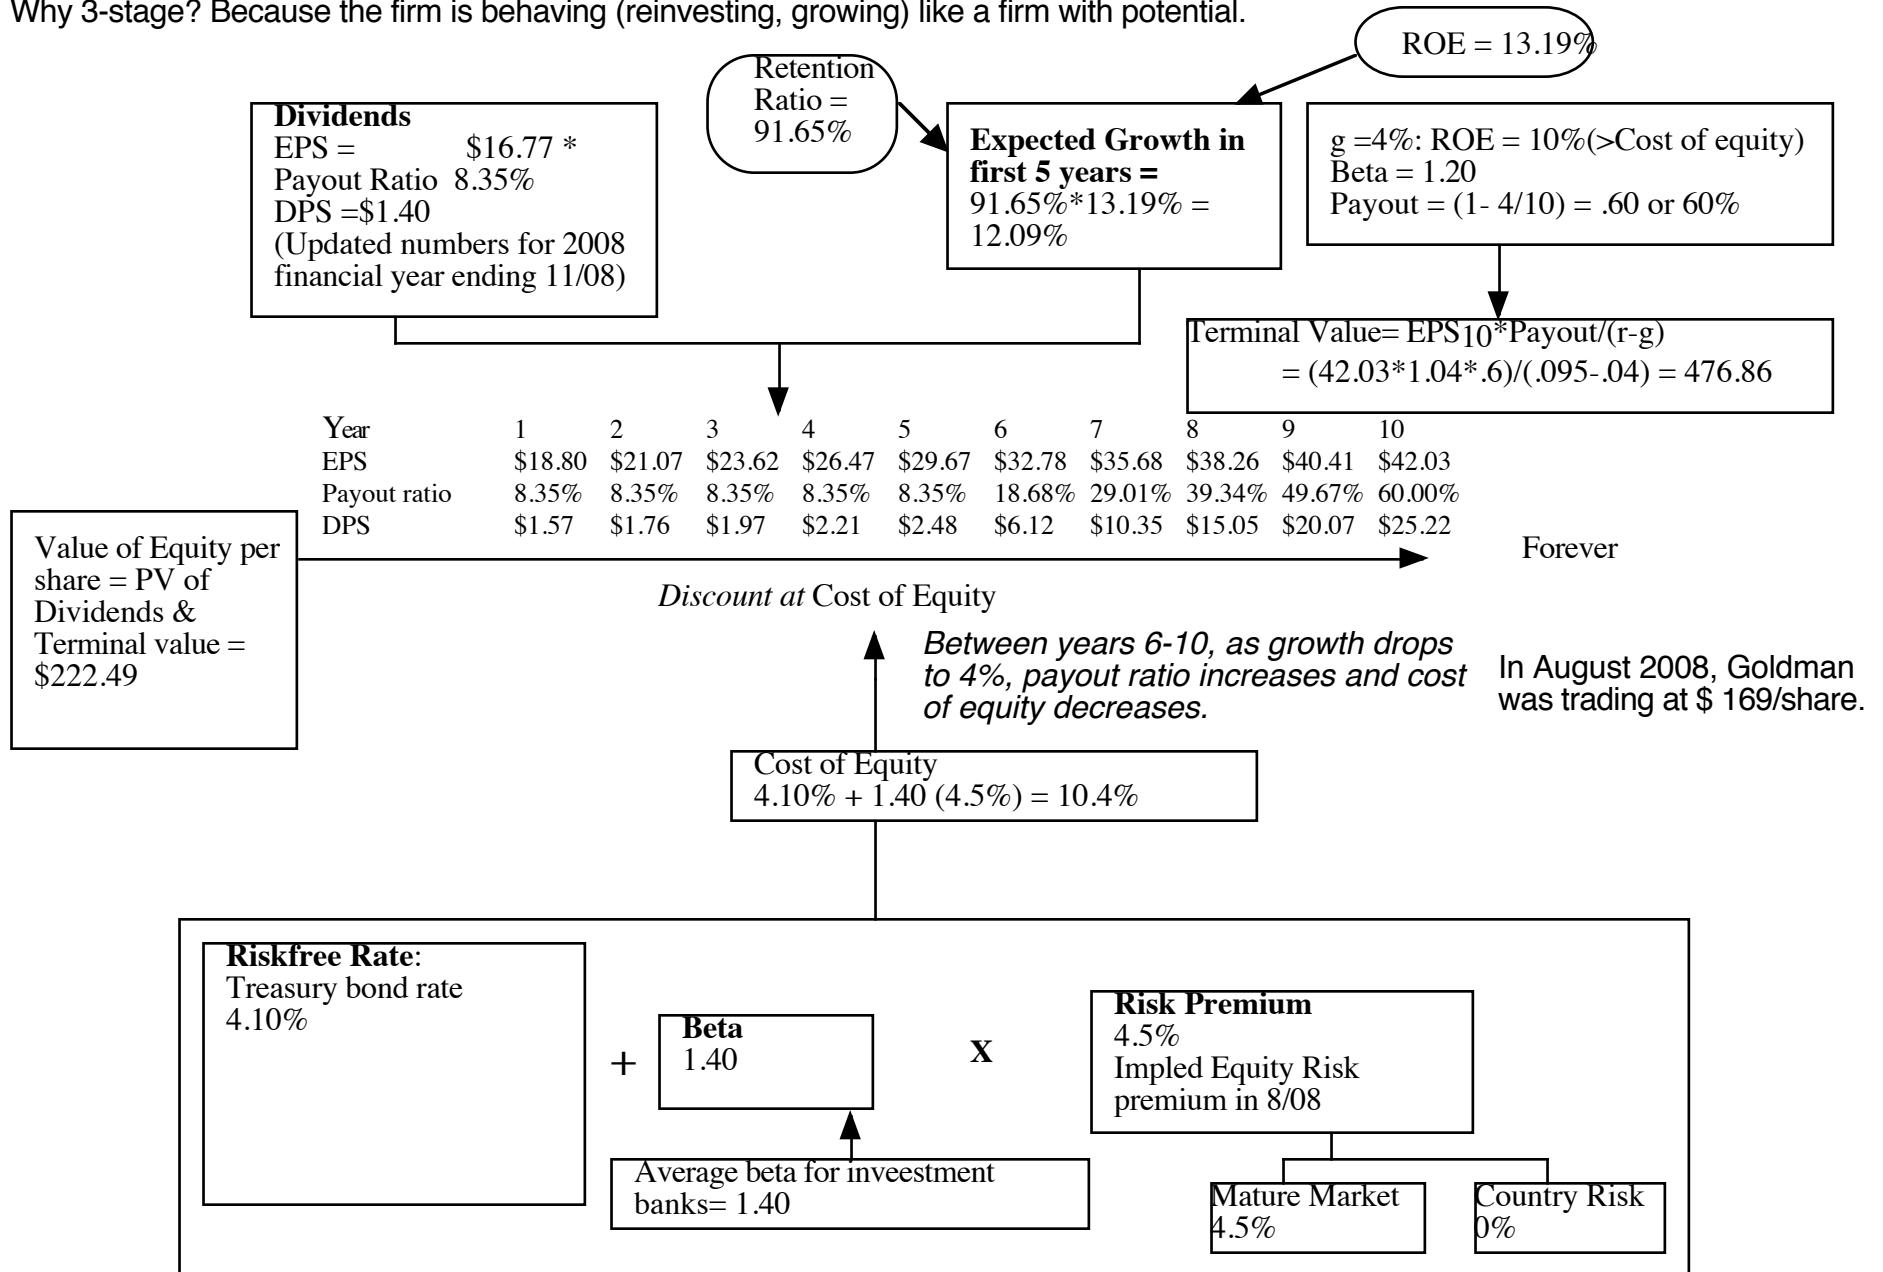 Why 3-stage? Because the firm is behaving (reinvesting, growing) like a firm with potential.
ROE = 13.19%
Retention
Ratio =
91.65%
Dividends
EPS = $16.77 *
Payout Ratio 8.35%
DPS =$1.40
(Updated numbers for 2008
financial year ending 11/08)
Expected Growth in
first 5 years =
91.65%*13.19% =
12.09%
g =4%: ROE = 10%(>Cost of equity)
Beta = 1.20
Payout = (1- 4/10) = .60 or 60%
Terminal Value= EPS10*Payout/(r-g)
= (42.03*1.04*.6)/(.095-.04) = 476.86
Year 1 2 3 4 5 6 7 8 9 10
EPS $18.80 $21.07 $23.62 $26.47 $29.67 $32.78 $35.68 $38.26 $40.41 $42.03
Payout ratio 8.35% 8.35% 8.35% 8.35% 8.35% 18.68% 29.01% 39.34% 49.67% 60.00%
DPS $1.57 $1.76 $1.97 $2.21 $2.48 $6.12 $10.35 $15.05 $20.07 $25.22
Value of Equity per
share = PV of
Dividends &
Terminal value =
$222.49
Forever
Discount at Cost of Equity
Between years 6-10, as growth drops
to 4%, payout ratio increases and cost
of equity decreases.
In August 2008, Goldman
was trading at $ 169/share.
Cost of Equity
4.10% + 1.40 (4.5%) = 10.4%
Riskfree Rate:
Treasury bond rate
4.10%
+
Beta
1.40
X
Risk Premium
4.5%
Impled Equity Risk
premium in 8/08
Average beta for inveestment
banks= 1.40
Mature Market
4.5%
Country Risk
0%